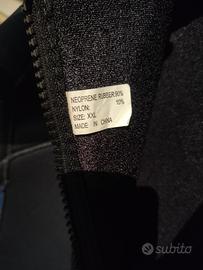 NEOPRENE RUBBER:90%
NYLON: 10%
SIZE: XXL
MADE IN CHINA
subito